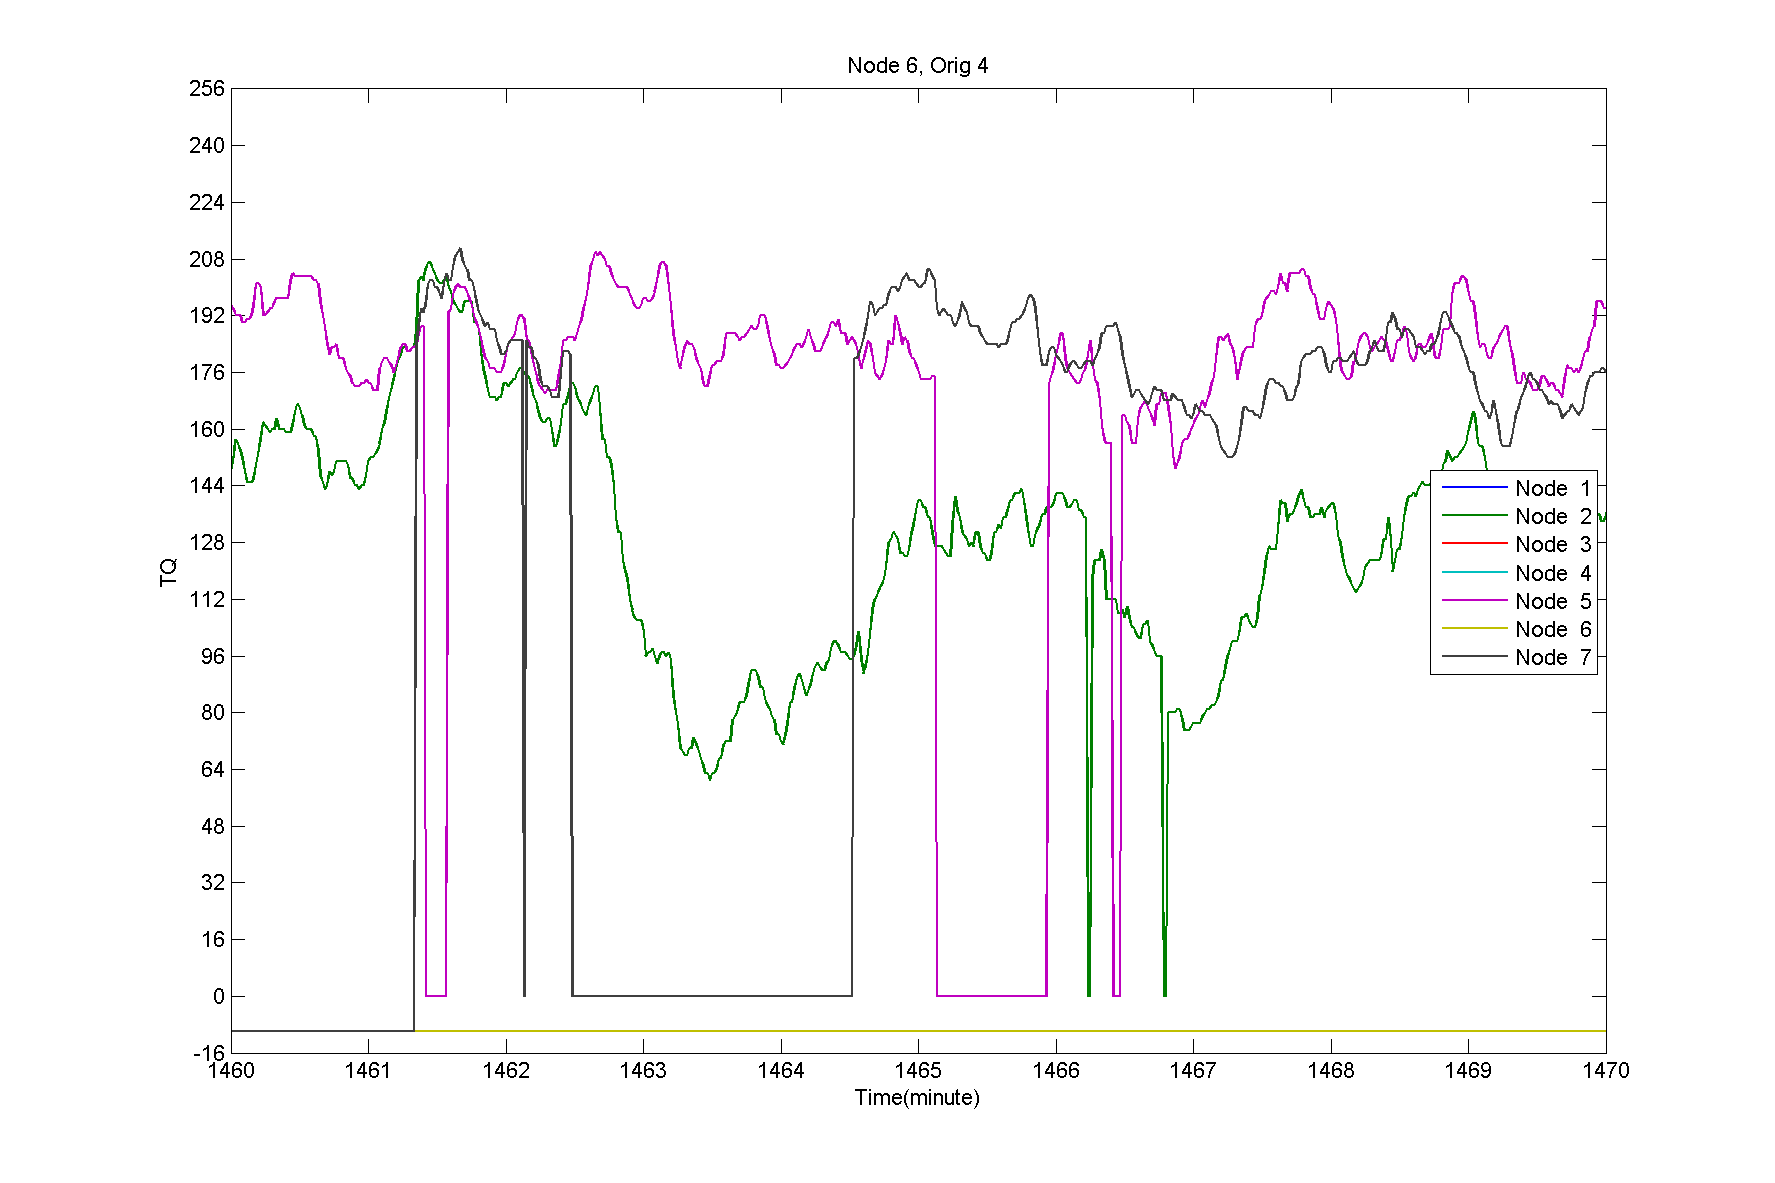 Node 6, Orig 4
256
240
224
208
192
176
160
144
128
112
96
80
64
48
32
16
0
-16
TQ
Node 1
Node 2
Node 3
Node 4
Node 5
Node 6
Node 7
1460 1461 1462 1463 1464 1465 1466 1467 1468 1469 1470
Time(minute)